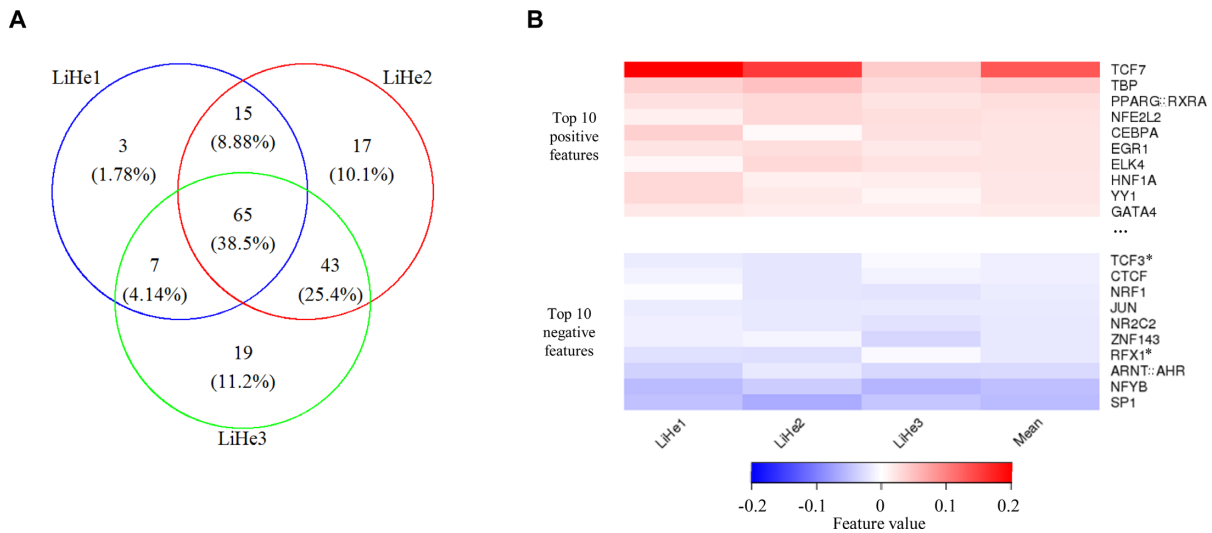 A
LiHe1
LiHe2
15
(8.88%)
3
(1.78%)
17
(10.1%)
65
(38.5%)
7
(4.14%)
43
(25.4%)
19
(11.2%)
LiHe3
B
Top 10
positive
features
TCF7
TBP
PPARG::RXRA
NFE2L2
CEBPA
EGR1
ELK4
HNF1A
YY1
GATA4
...
Top 10
negative
features
TCF3*
CTCF
NRF1
JUN
NR2C2
ZNF143
RFX1*
ARNT::AHR
NFYB
SP1
LiHe1
LiHe2
LiHe3
Mean
-0.2 -0.1 0 0.1 0.2
Feature value